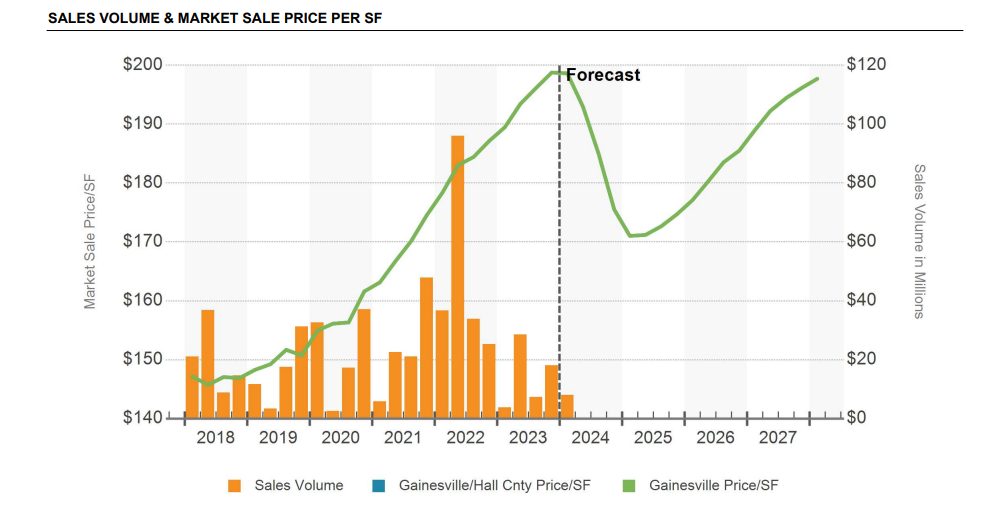 SALES VOLUME & MARKET SALE PRICE PER SF
$200 $120
Forecast
$190 $100
$180 $80
$170 $60
$160 $40
$150 $20
$140 $0
Market Sale Price/SF
Sales Volume in Millions
2018 2019 2020 2021 2022 2023 2024 2025 2026 2027
Sales Volume Gainesville/Hall Cnty Price/SF Gainesville Price/SF